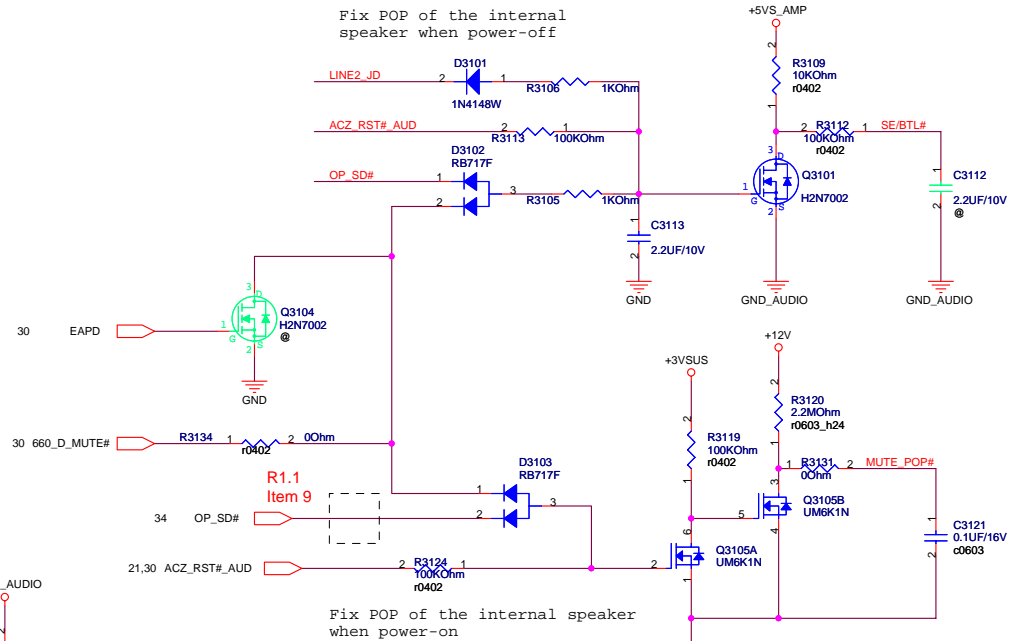 Fix POP of the internal
speaker when power-off
+5VS_AMP
2
R3109
10KOhm
r0402
1
LINE2_JD
2
D3101
1
1N4148W
R3106
1KOhm
ACZ_RST#_AUD
2
R3113
1
100KOhm
D3102
RB717F
OP_SD#
1
2
3
R3105
1KOhm
2
R3112
100KOhm
r0402
1
SE/BTL#
3
D
1
G
2
S
Q3101
H2N7002
1
C3112
2.2UF/10V
2
@
1
C3113
2.2UF/10V
2
GND
GND_AUDIO
GND_AUDIO
30
EAPD
3
D
1
G
2
S
Q3104
H2N7002
@
GND
30 660_D_MUTE#
R3134
1
r0402
2
0Ohm
R1.1
Item 9
34
OP_SD#
D3103
RB717F
1
2
3
21,30 ACZ_RST#_AUD
2
R3124
1
100KOhm
r0402
+3VSUS
2
R3119
100KOhm
r0402
1
+12V
2
R3120
2.2MOhm
r0603_h24
1
1
R3131
2
0Ohm
MUTE_POP#
5
3
4
Q3105B
UM6K1N
2
6
1
Q3105A
UM6K1N
1
C3121
0.1UF/16V
c0603
2
Fix POP of the internal speaker
when power-on
_AUDIO
2